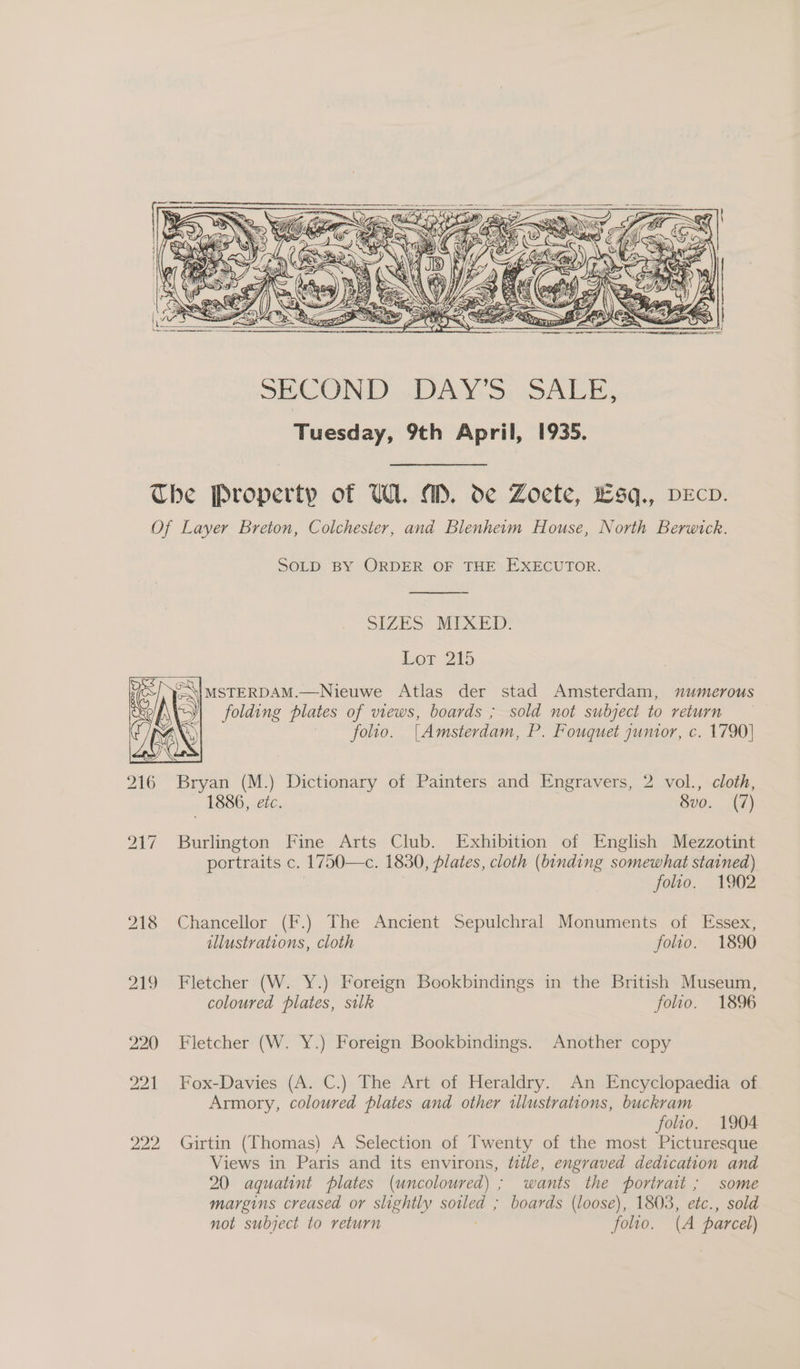 SECOND DAY'S SALE,
Tuesday, 9th April, 1935.
The Property of W. M. de Zoete, Esq., DECD.
Of Layer Breton, Colchester, and Blenheim House, North Berwick.
SOLD BY ORDER OF THE EXECUTOR.
SIZES MIXED.
LOT 215
AMSTERDAM.—Nieuwe Atlas der stad Amsterdam, numerous
folding plates of views, boards ; sold not subject to return
folio. [Amsterdam, P. Fouquet junior, c. 1790]
216 Bryan (M.) Dictionary of Painters and Engravers, 2 vol., cloth,
1886, etc. 8vo. (7)
217 Burlington Fine Arts Club. Exhibition of English Mezzotint
portraits c. 1750—c. 1830, plates, cloth (binding somewhat stained)
folio. 1902
218 Chancellor (F.) The Ancient Sepulchral Monuments of Essex,
illustrations, cloth folio. 1890
219 Fletcher (W. Y.) Foreign Bookbindings in the British Museum,
coloured plates, silk folio. 1896
220 Fletcher (W. Y.) Foreign Bookbindings. Another copy
221 Fox-Davies (A. C.) The Art of Heraldry. An Encyclopaedia of
Armory, coloured plates and other illustrations, buckram
folio. 1904
222 Girtin (Thomas) A Selection of Twenty of the most Picturesque
Views in Paris and its environs, title, engraved dedication and
20 aquatint plates (uncoloured) ; wants the portrait ; some
margins creased or slightly soiled ; boards (loose), 1803, etc., sold
not subject to return folio. (A parcel)